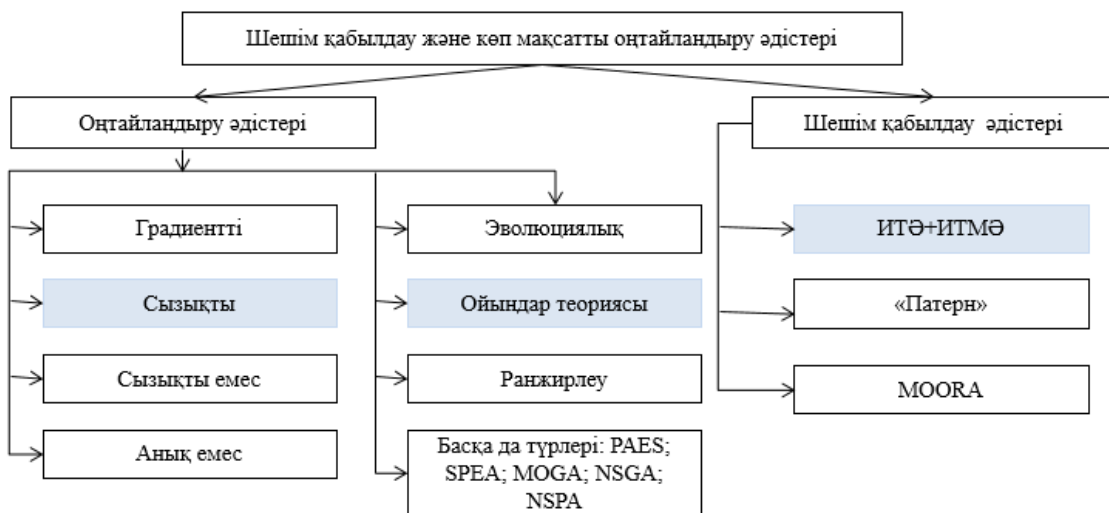 Шешім қабылдау және көп мақсатты оңтайландыру әдістері
Оңтайландыру әдістері
Шешім қабылдау әдістері
Градиентті
Эволюциялық
ИТӘ+ИТМӘ
Сызықты
Ойындар теориясы
«Патерн»
Сызықты емес
Ранжирлеу
MOORA
Анық емес
Басқа да түрлері: PAES;
SPEA; MOGA; NSGA;
NSPA